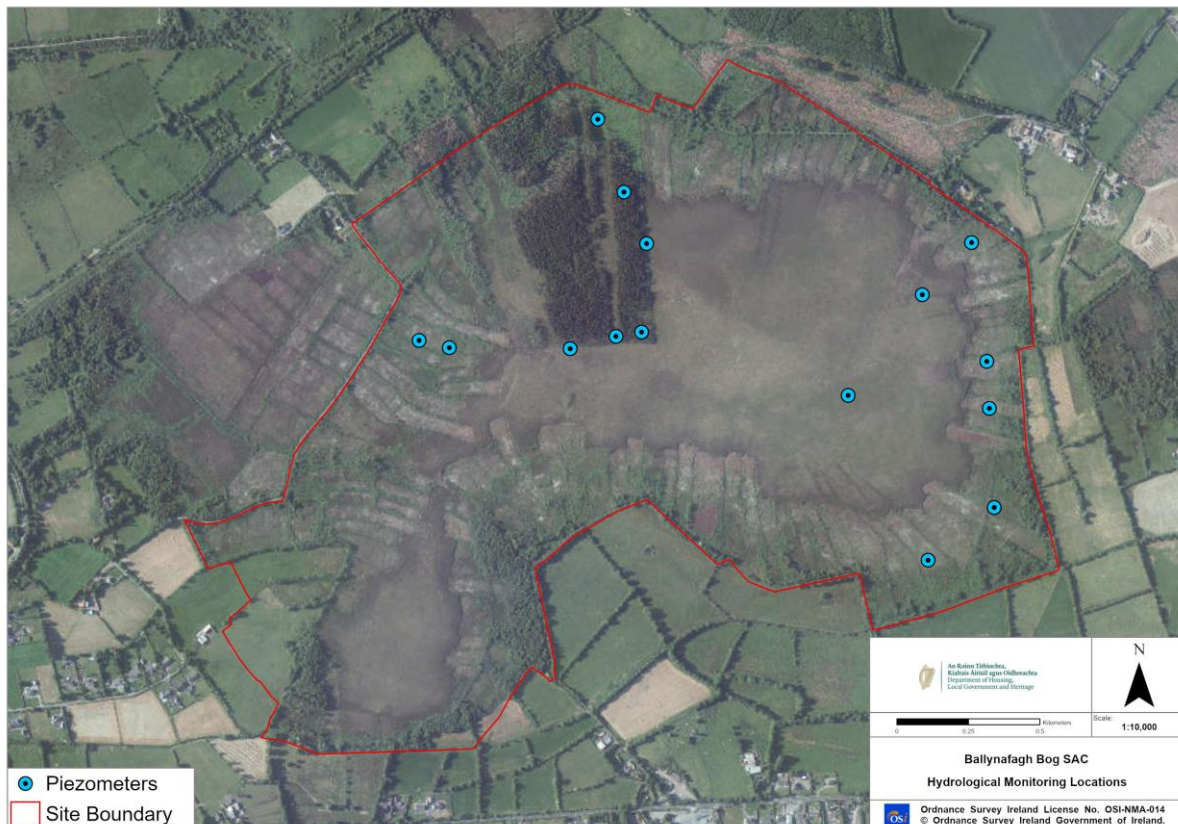 An Roinn Tithíochta,
Rialtais Áitiúil agus Oidhreachta
Department of Housing,
Local Government and Heritage
N
Kilometers
0 0.25 0.5
Scale:
1:10,000
Ballynafagh Bog SAC
Hydrological Monitoring Locations
OSi
Ordnance Survey Ireland License No. OSI-NMA-014
© Ordnance Survey Ireland Government of Ireland.
Piezometers
Site Boundary